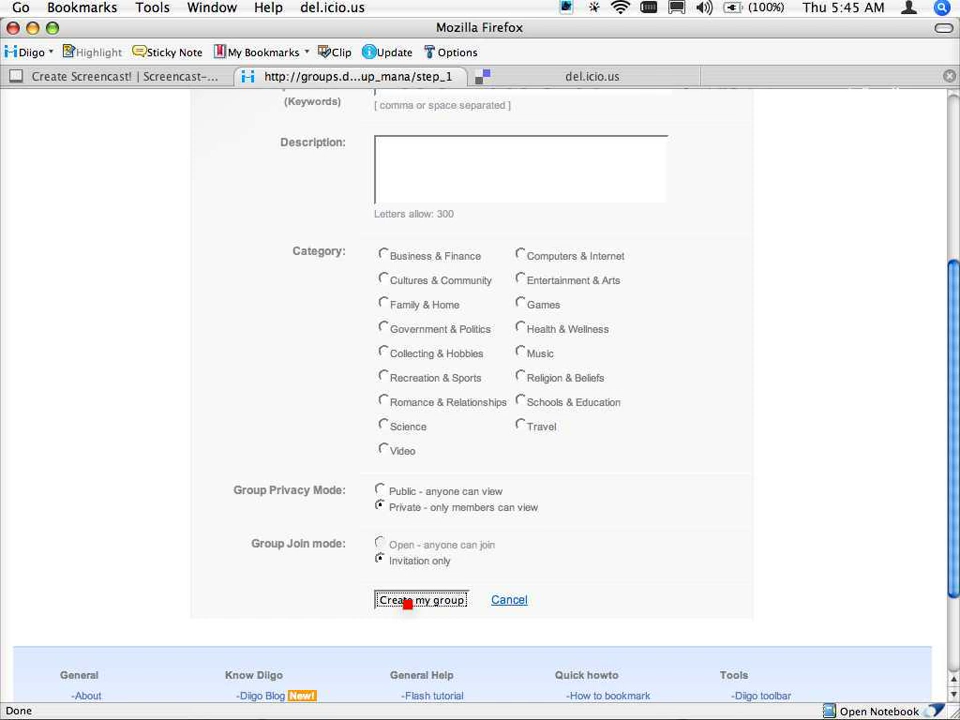 Go Bookmarks Tools Window Help del.icio.us (100%) Thu 5:45 AM
Mozilla Firefox
Diigo Highlight Sticky Note My Bookmarks Clip Update Options
Create Screencast! | Screencast-... http://groups.d...up_mana/step_1 del.icio.us
(Keywords) [ comma or space separated ]
Description:
Letters allow: 300
Category: Business & Finance Computers & Internet
Cultures & Community Entertainment & Arts
Family & Home Games
Government & Politics Health & Wellness
Collecting & Hobbies Music
Recreation & Sports Religion & Beliefs
Romance & Relationships Schools & Education
Science Travel
Video
Group Privacy Mode: Public - anyone can view
Private - only members can view
Group Join mode: Open - anyone can join
Invitation only
Create my group Cancel
General Know Diigo General Help Quick howto Tools
-About -Diigo Blog New! -Flash tutorial -How to bookmark -Diigo toolbar
Done Open Notebook